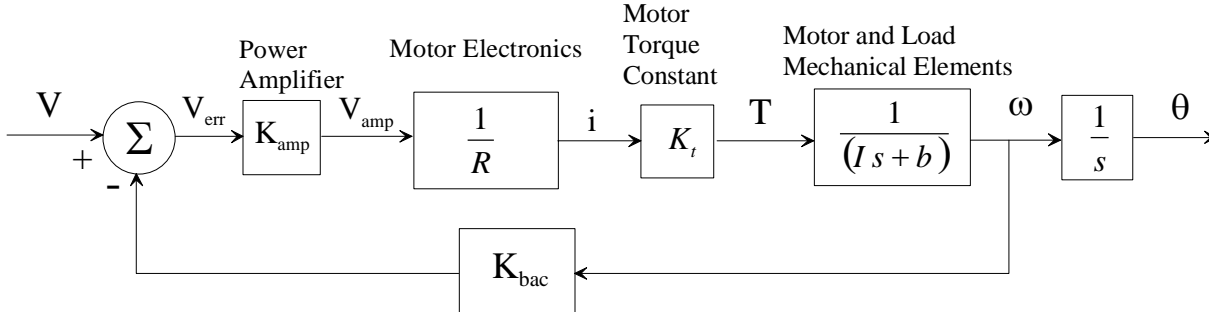 Motor
Torque
Constant
Power
Amplifier
Motor Electronics
Motor and Load
Mechanical Elements
V
+
-
Σ
V_err
K_amp
V_amp
1
R
i
K_t
T
1
(I s + b)
ω
1
s
θ
K_bac